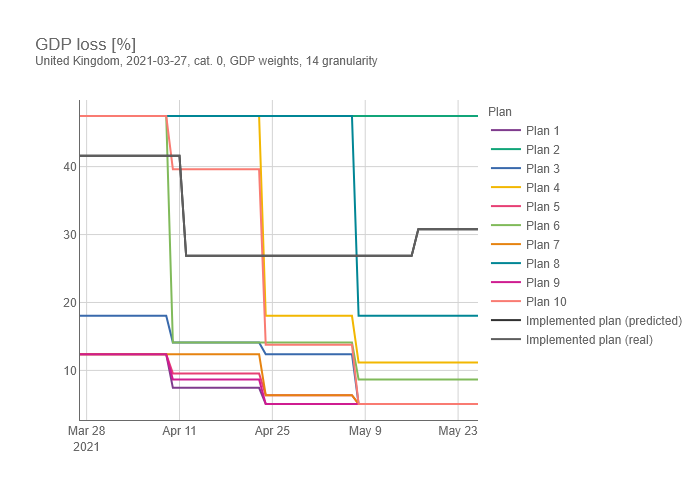 GDP loss [%]
United Kingdom, 2021-03-27, cat. 0, GDP weights, 14 granularity
Plan
Plan 1
Plan 2
Plan 3
Plan 4
Plan 5
Plan 6
Plan 7
Plan 8
Plan 9
Plan 10
Implemented plan (predicted)
Implemented plan (real)
40
30
20
10
Mar 28 Apr 11 Apr 25 May 9 May 23
2021